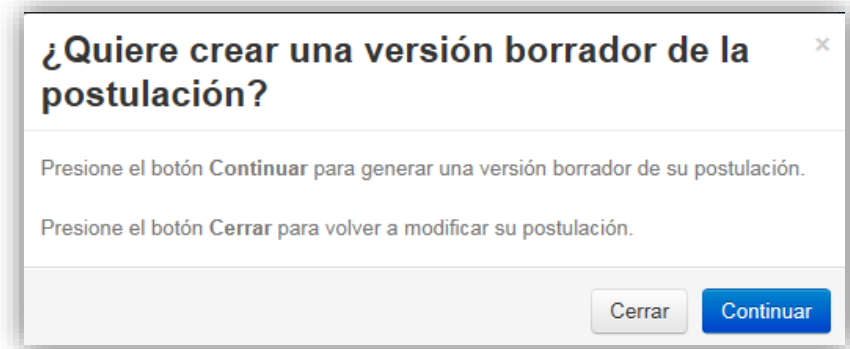 ¿Quiere crear una versión borrador de la ×
postulación?
Presione el botón Continuar para generar una versión borrador de su postulación.
Presione el botón Cerrar para volver a modificar su postulación.
Cerrar Continuar